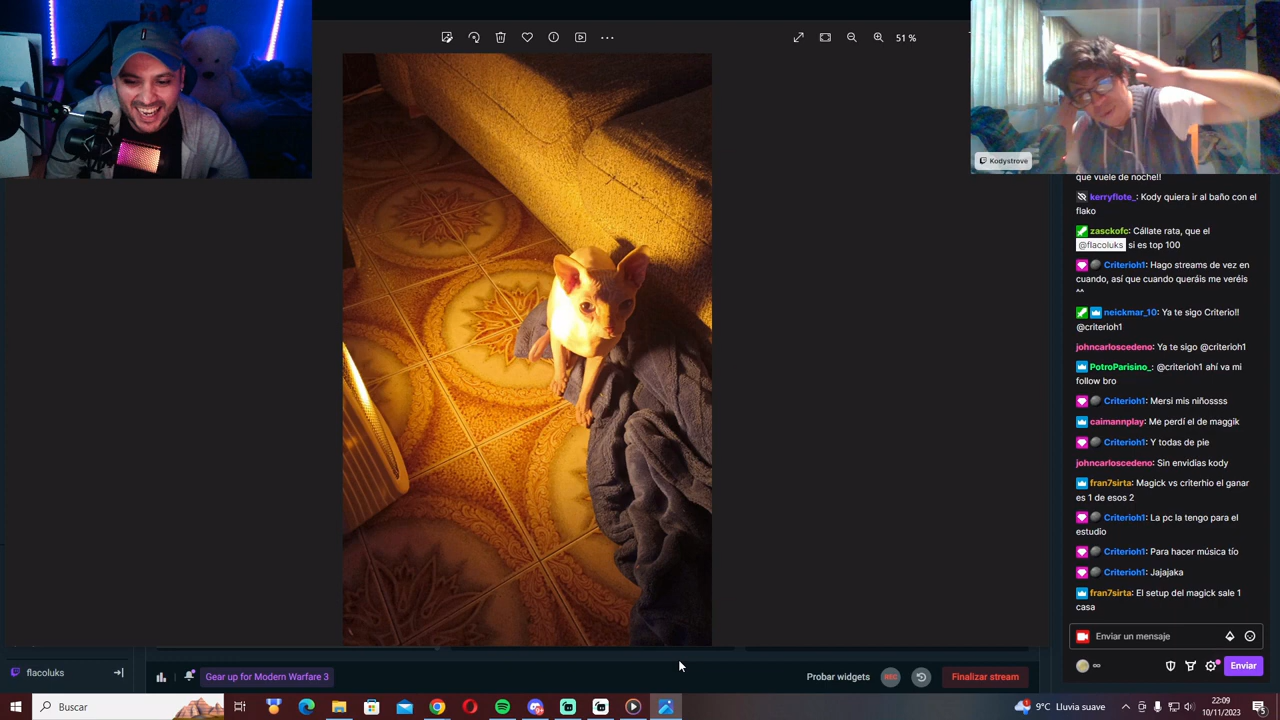 51 %
Kodystrove
que vuele de noche!!
kerryflote_: Kody quiera ir al baño con el
flako
zasckofc: Cállate rata, que el
@flacoluks si es top 100
Criterioh1: Hago streams de vez en
cuando, así que cuando queráis me veréis
^^
neickmar_10: Ya te sigo Criterio!!
@criterioh1
johncarloscedeno: Ya te sigo @criterioh1
PotroParisino_: @criterioh1 ahí va mi
follow bro
Criterioh1: Mersi mis niñossss
caimannplay: Me perdí el de maggik
Criterioh1: Y todas de pie
johncarloscedeno: Sin envidias kody
fran7sirta: Magick vs criterhio el ganar
es 1 de esos 2
Criterioh1: La pc la tengo para el
estudio
Criterioh1: Para hacer música tío
Criterioh1: Jajajaka
fran7sirta: El setup del magick sale 1
casa
Enviar un mensaje
∞
Enviar
flacoluks
Gear up for Modern Warfare 3
Probar widgets
REC
Finalizar stream
Buscar
1
9°C Lluvia suave
22:09
10/11/2023
5